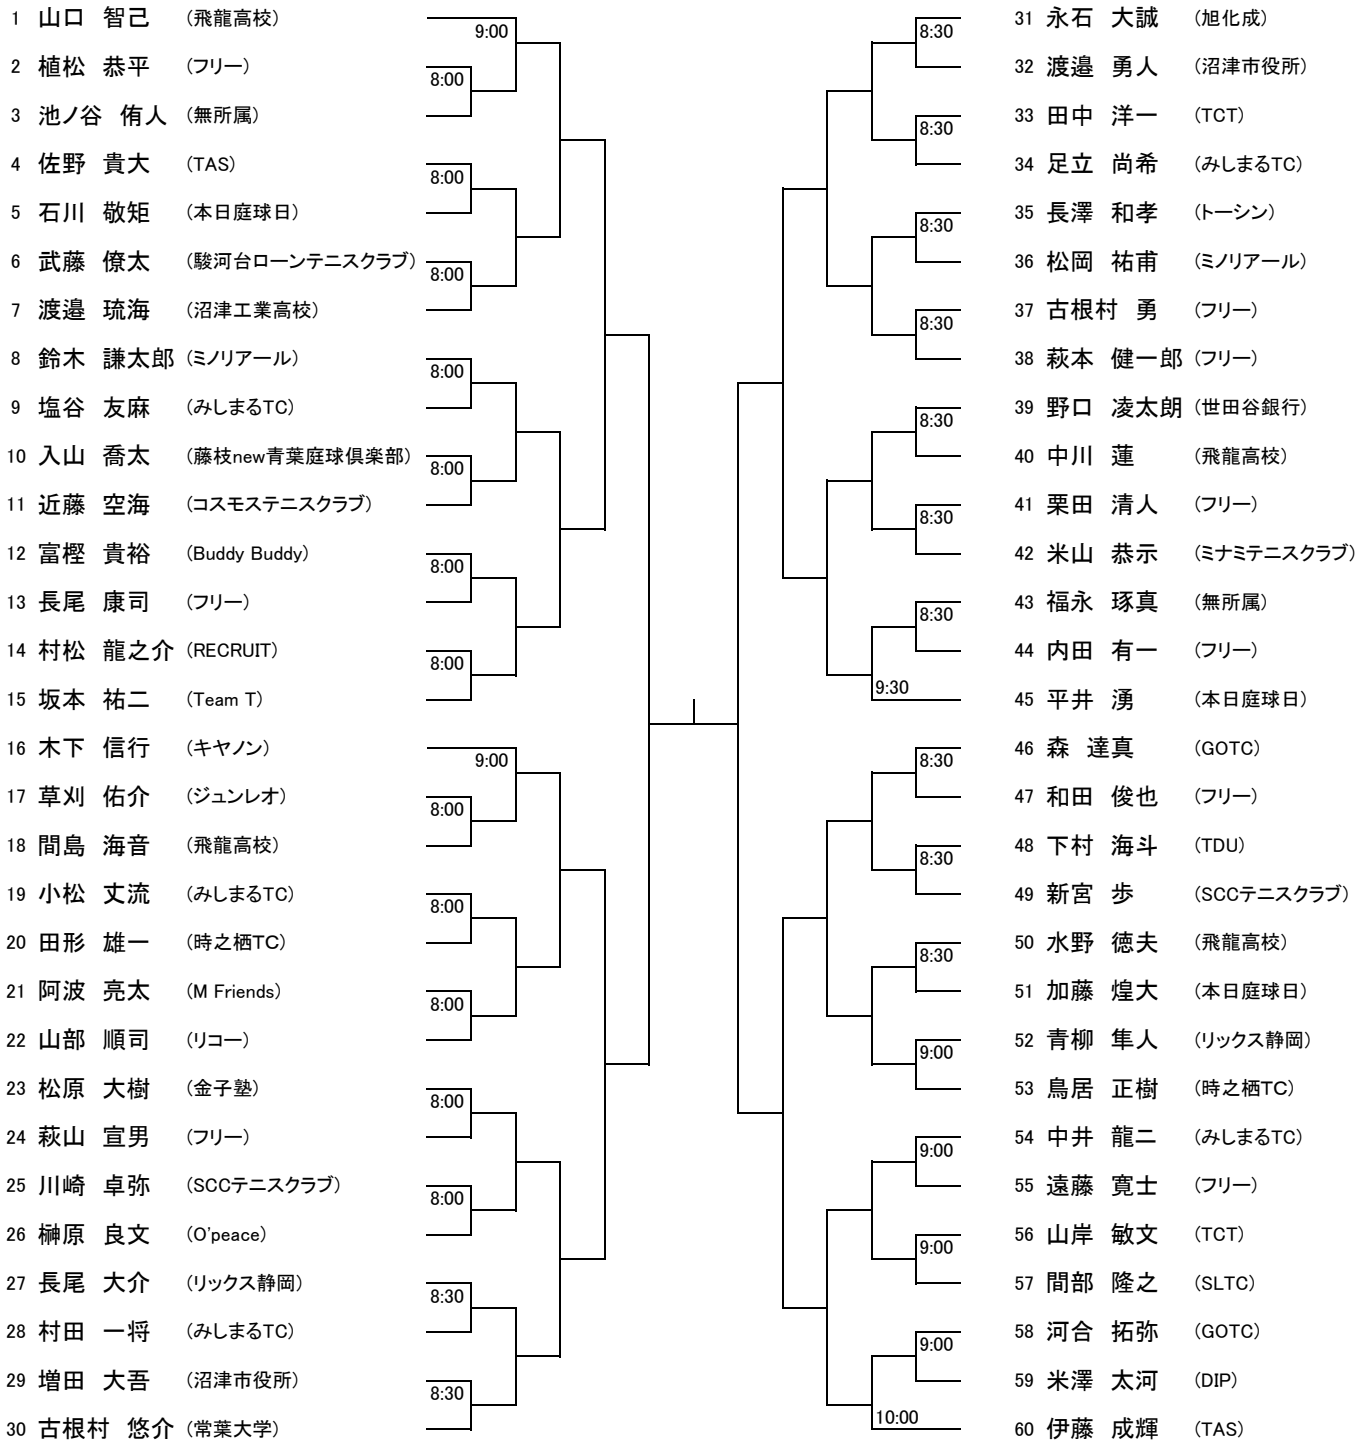 1 山口 智己 (飛龍高校)
9:00
2 植松 恭平 (フリー)
8:00
3 池ノ谷 侑人 (無所属)
4 佐野 貴大 (TAS)
8:00
5 石川 敬矩 (本日庭球日)
6 武藤 僚太 (駿河台ローンテニスクラブ)
8:00
7 渡邉 琉海 (沼津工業高校)
8 鈴木 謙太郎 (ミノリアール)
8:00
9 塩谷 友麻 (みしまるTC)
10 入山 喬太 (藤枝new青葉庭球倶楽部)
8:00
11 近藤 空海 (コスモステニスクラブ)
12 富樫 貴裕 (Buddy Buddy)
8:00
13 長尾 康司 (フリー)
14 村松 龍之介 (RECRUIT)
8:00
15 坂本 祐二 (Team T)
16 木下 信行 (キヤノン)
9:00
17 草刈 佑介 (ジュンレオ)
8:00
18 間島 海音 (飛龍高校)
19 小松 丈流 (みしまるTC)
8:00
20 田形 雄一 (時之栖TC)
21 阿波 亮太 (M Friends)
8:00
22 山部 順司 (リコー)
23 松原 大樹 (金子塾)
8:00
24 萩山 宣男 (フリー)
25 川崎 卓弥 (SCCテニスクラブ)
8:00
26 榊原 良文 (O'peace)
27 長尾 大介 (リックス静岡)
8:30
28 村田 一将 (みしまるTC)
29 増田 大吾 (沼津市役所)
8:30
30 古根村 悠介 (常葉大学)
31 永石 大誠 (旭化成)
8:30
32 渡邉 勇人 (沼津市役所)
33 田中 洋一 (TCT)
8:30
34 足立 尚希 (みしまるTC)
35 長澤 和孝 (トーシン)
8:30
36 松岡 祐甫 (ミノリアール)
37 古根村 勇 (フリー)
8:30
38 萩本 健一郎 (フリー)
39 野口 凌太朗 (世田谷銀行)
8:30
40 中川 蓮 (飛龍高校)
41 栗田 清人 (フリー)
8:30
42 米山 恭示 (ミナミテニスクラブ)
43 福永 琢真 (無所属)
8:30
44 内田 有一 (フリー)
9:30
45 平井 湧 (本日庭球日)
46 森 達真 (GOTC)
8:30
47 和田 俊也 (フリー)
48 下村 海斗 (TDU)
8:30
49 新宮 歩 (SCCテニスクラブ)
50 水野 徳夫 (飛龍高校)
8:30
51 加藤 煌大 (本日庭球日)
52 青柳 隼人 (リックス静岡)
9:00
53 鳥居 正樹 (時之栖TC)
54 中井 龍二 (みしまるTC)
9:00
55 遠藤 寛士 (フリー)
56 山岸 敏文 (TCT)
9:00
57 間部 隆之 (SLTC)
58 河合 拓弥 (GOTC)
9:00
59 米澤 太河 (DIP)
10:00
60 伊藤 成輝 (TAS)